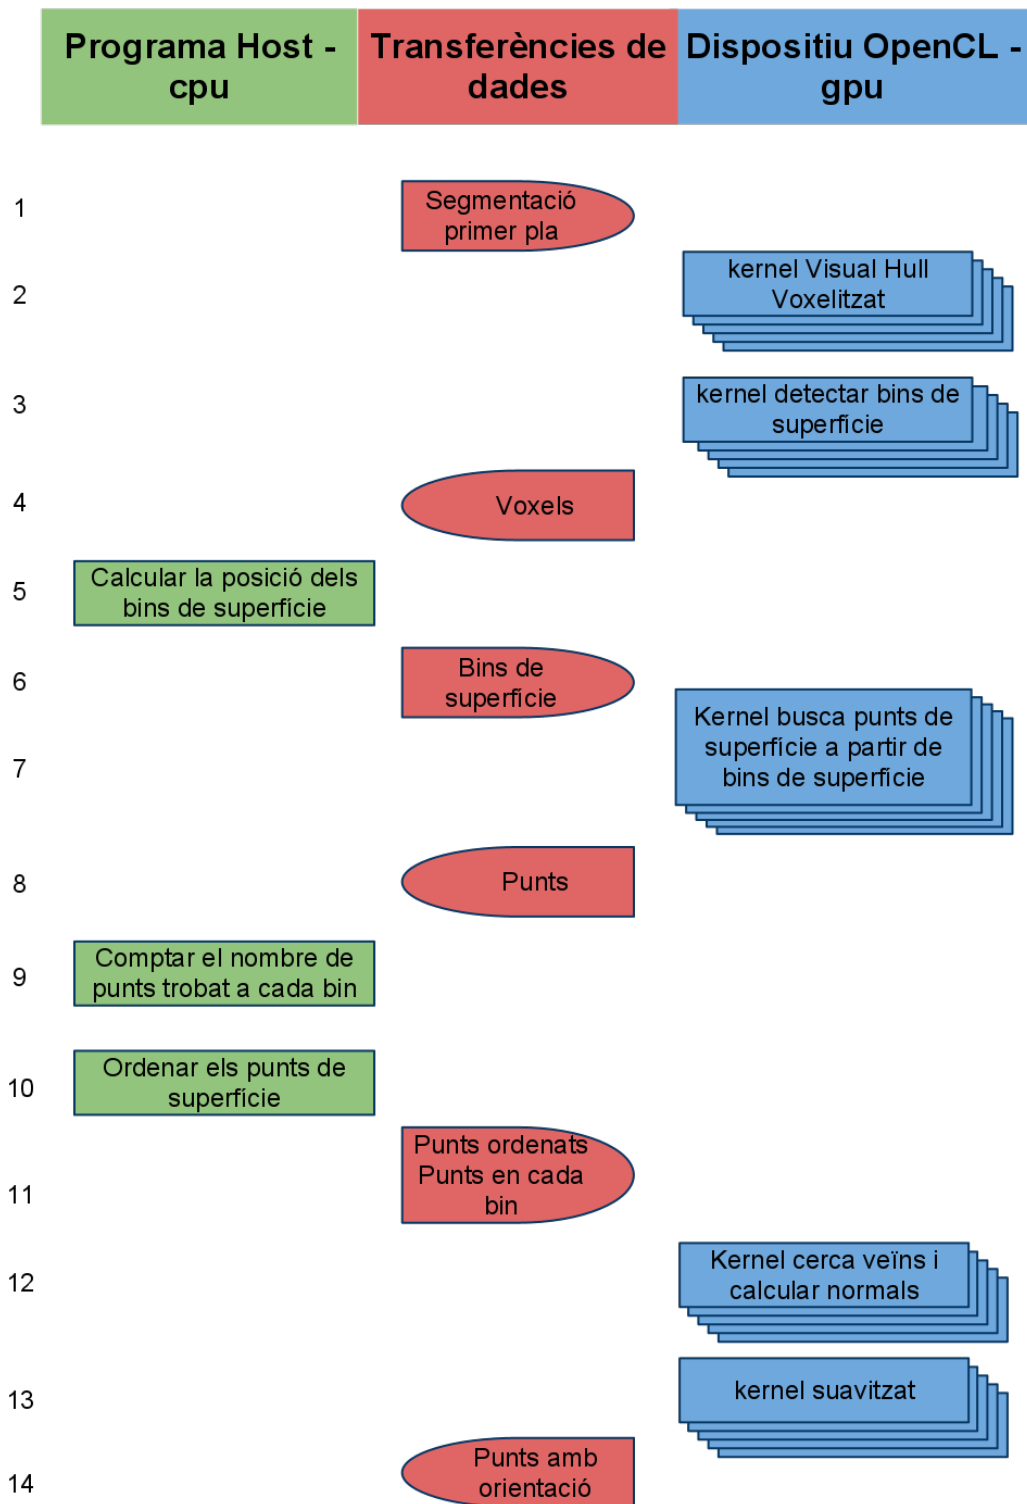 Programa Host -
cpu
Transferències de
dades
Dispositiu OpenCL -
gpu
1
Segmentació
primer pla
2
kernel Visual Hull
Voxelitzat
3
kernel detectar bins de
superfície
4
Voxels
5
Calcular la posició dels
bins de superfície
6
Bins de
superfície
7
Kernel busca punts de
superfície a partir de
bins de superfície
8
Punts
9
Comptar el nombre de
punts trobat a cada bin
10
Ordenar els punts de
superfície
11
Punts ordenats
Punts en cada
bin
12
Kernel cerca veïns i
calcular normals
13
kernel suavitzat
14
Punts amb
orientació